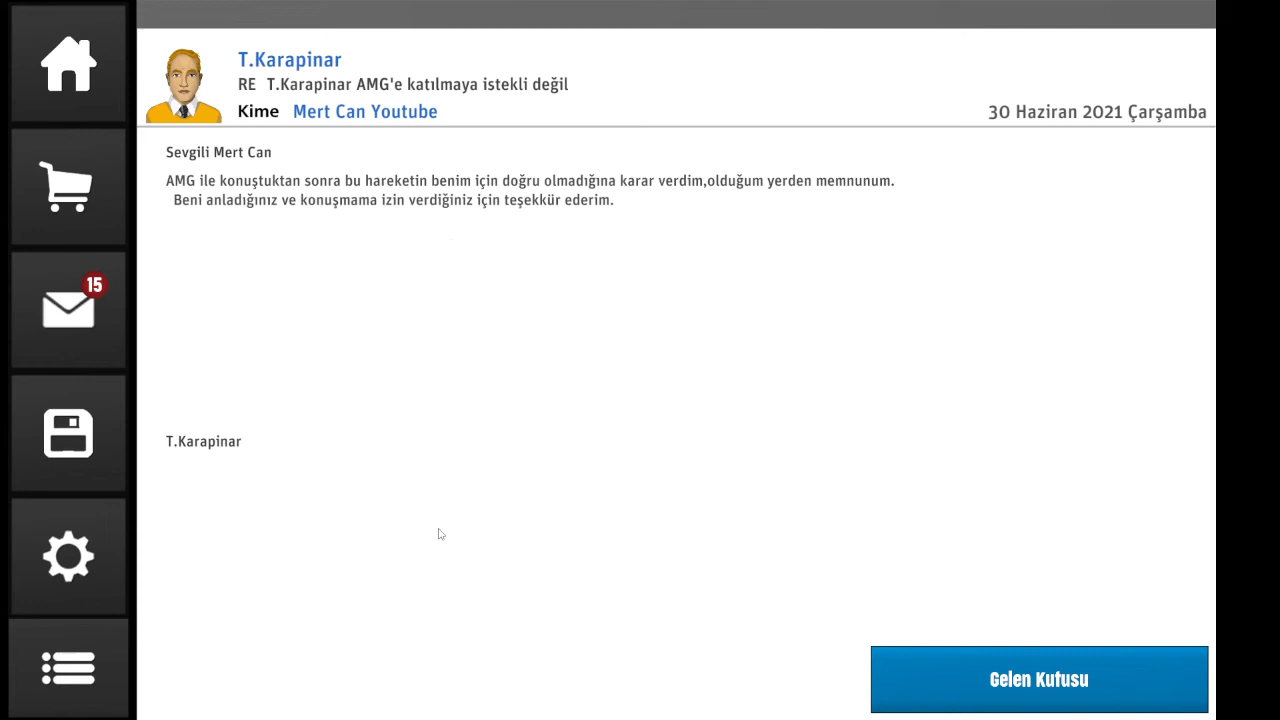 T.Karapinar
RE T.Karapinar AMG'e katılmaya istekli değil
Kime Mert Can Youtube
30 Haziran 2021 Çarşamba
Sevgili Mert Can
AMG ile konuştuktan sonra bu hareketin benim için doğru olmadığına karar verdim,olduğum yerden memnunum.
Beni anladığınız ve konuşmama izin verdiğiniz için teşekkür ederim.
15
T.Karapinar
Gelen Kutusu